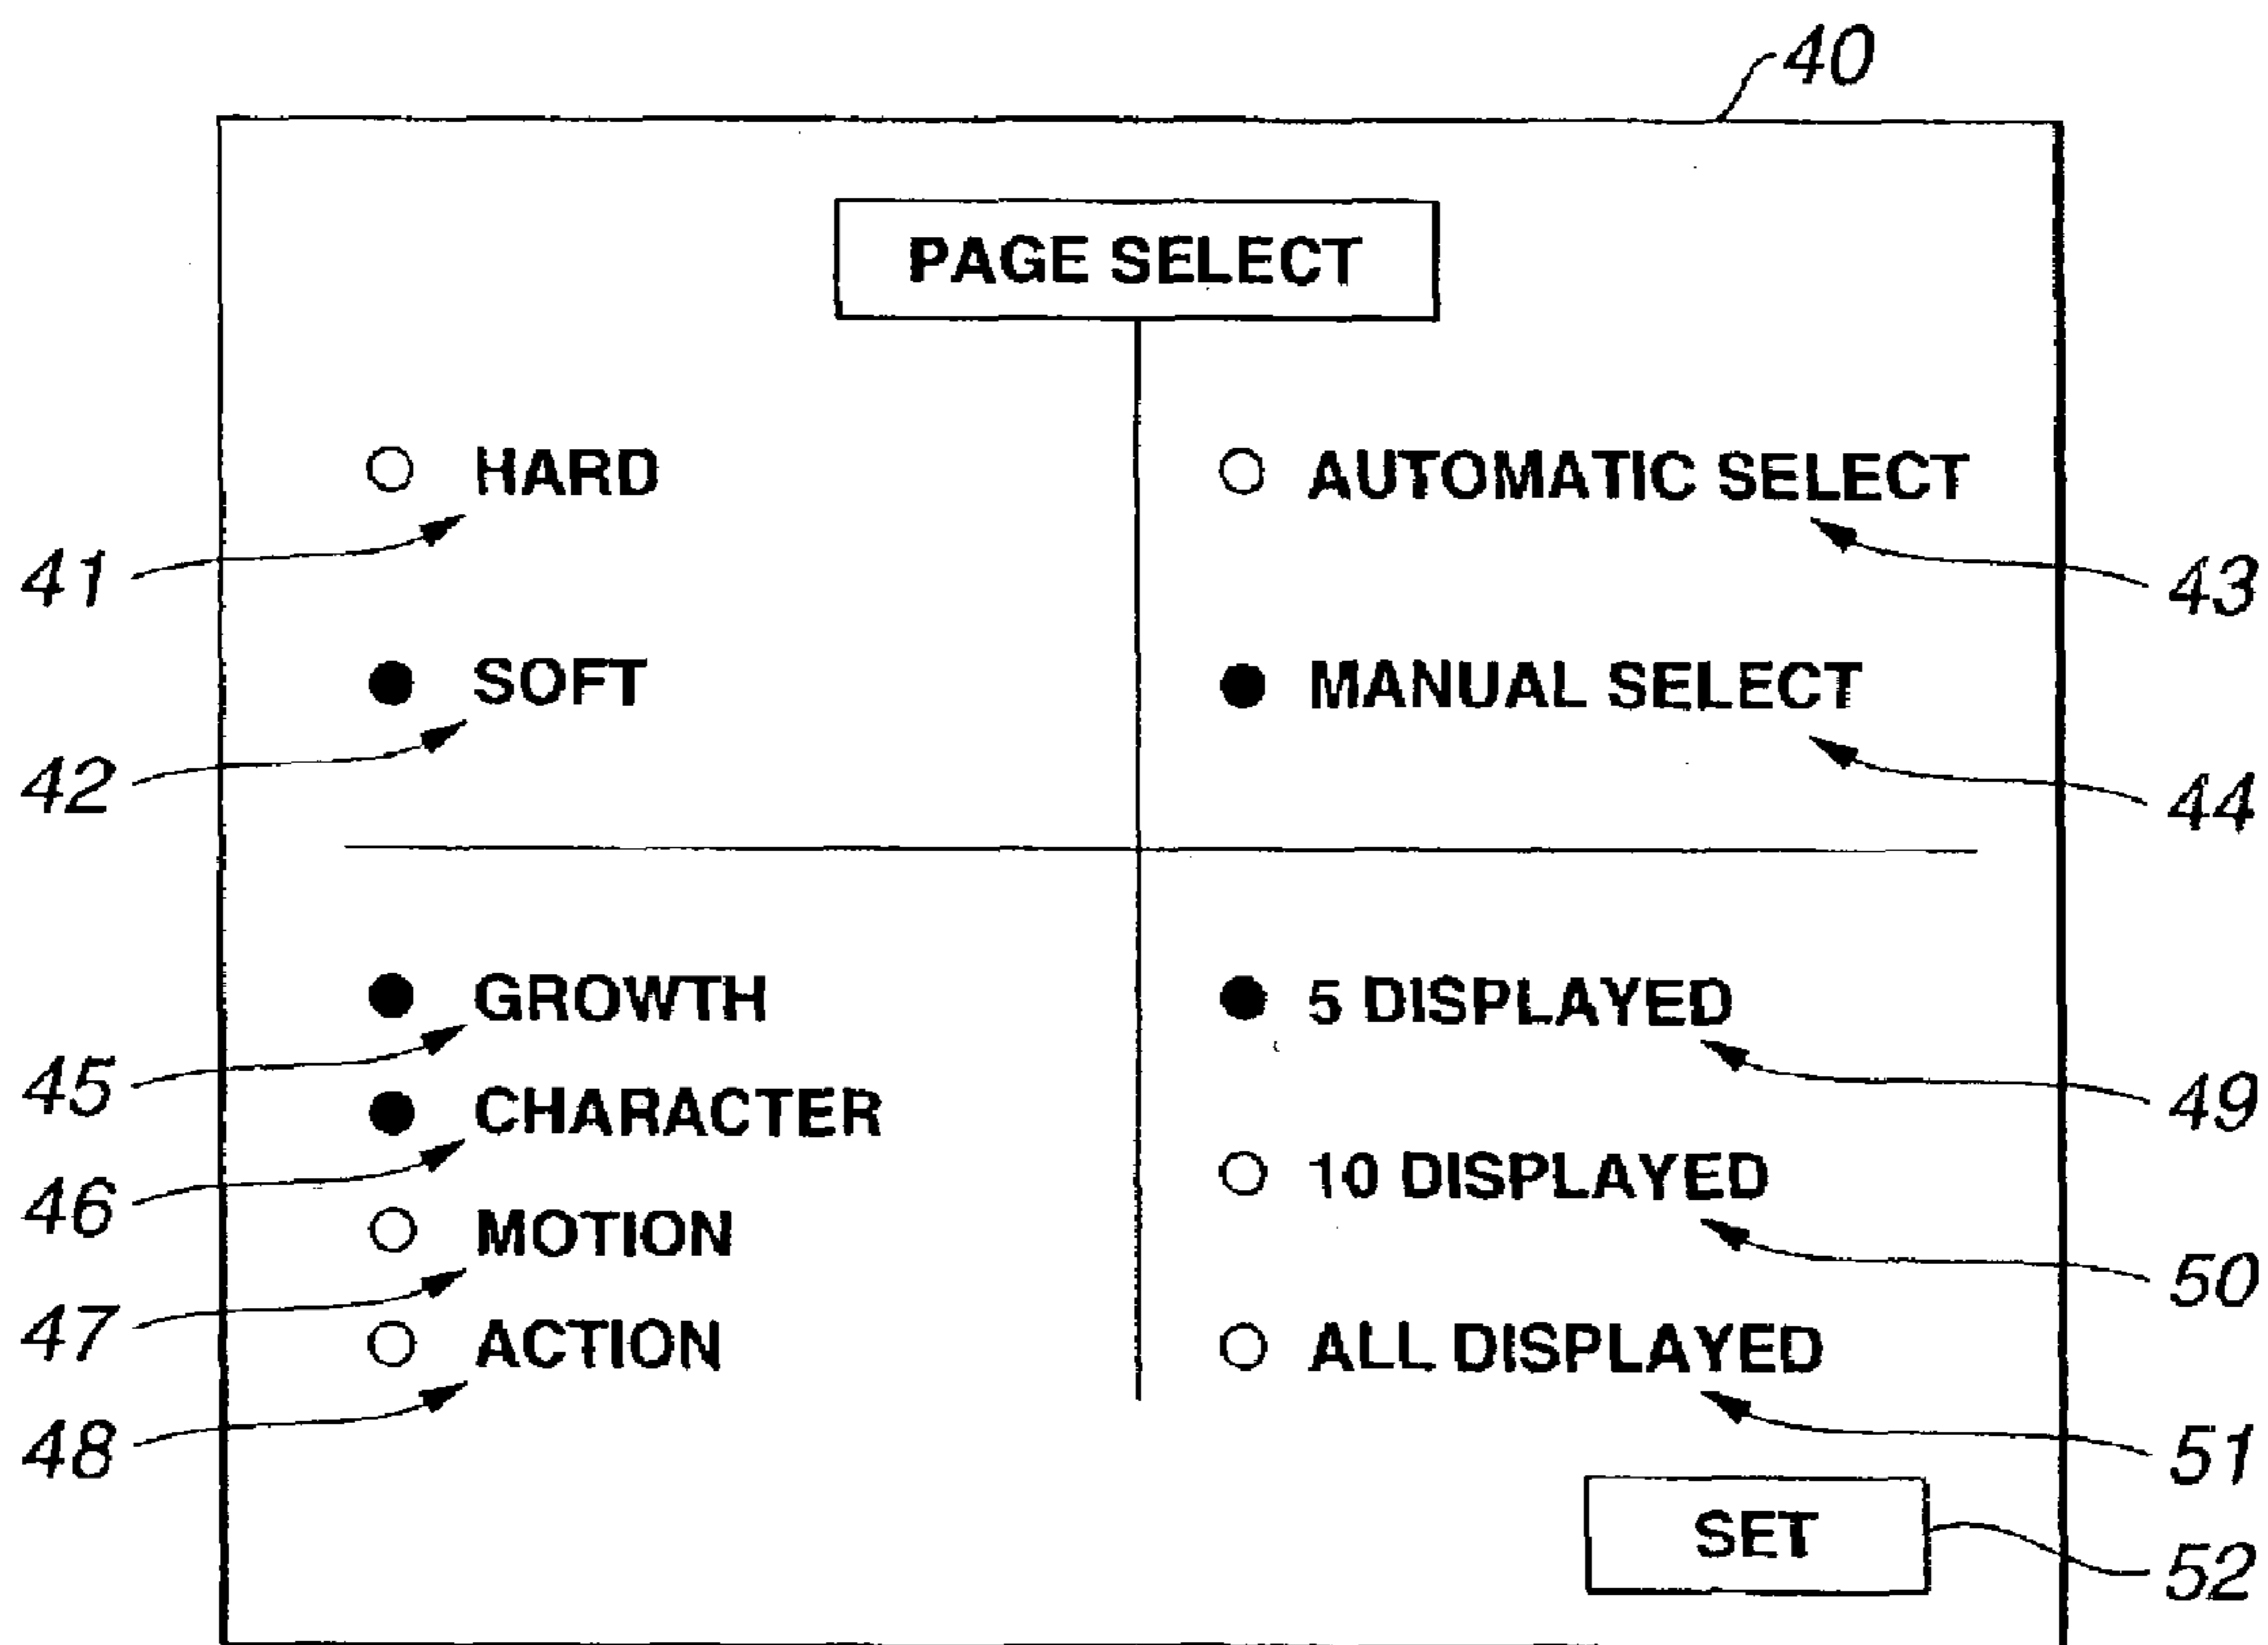 40
PAGE SELECT
HARD
41
SOFT
42
AUTOMATIC SELECT
43
MANUAL SELECT
44
GROWTH
45
CHARACTER
46
MOTION
47
ACTION
48
5 DISPLAYED
49
10 DISPLAYED
50
ALL DISPLAYED
51
SET
52